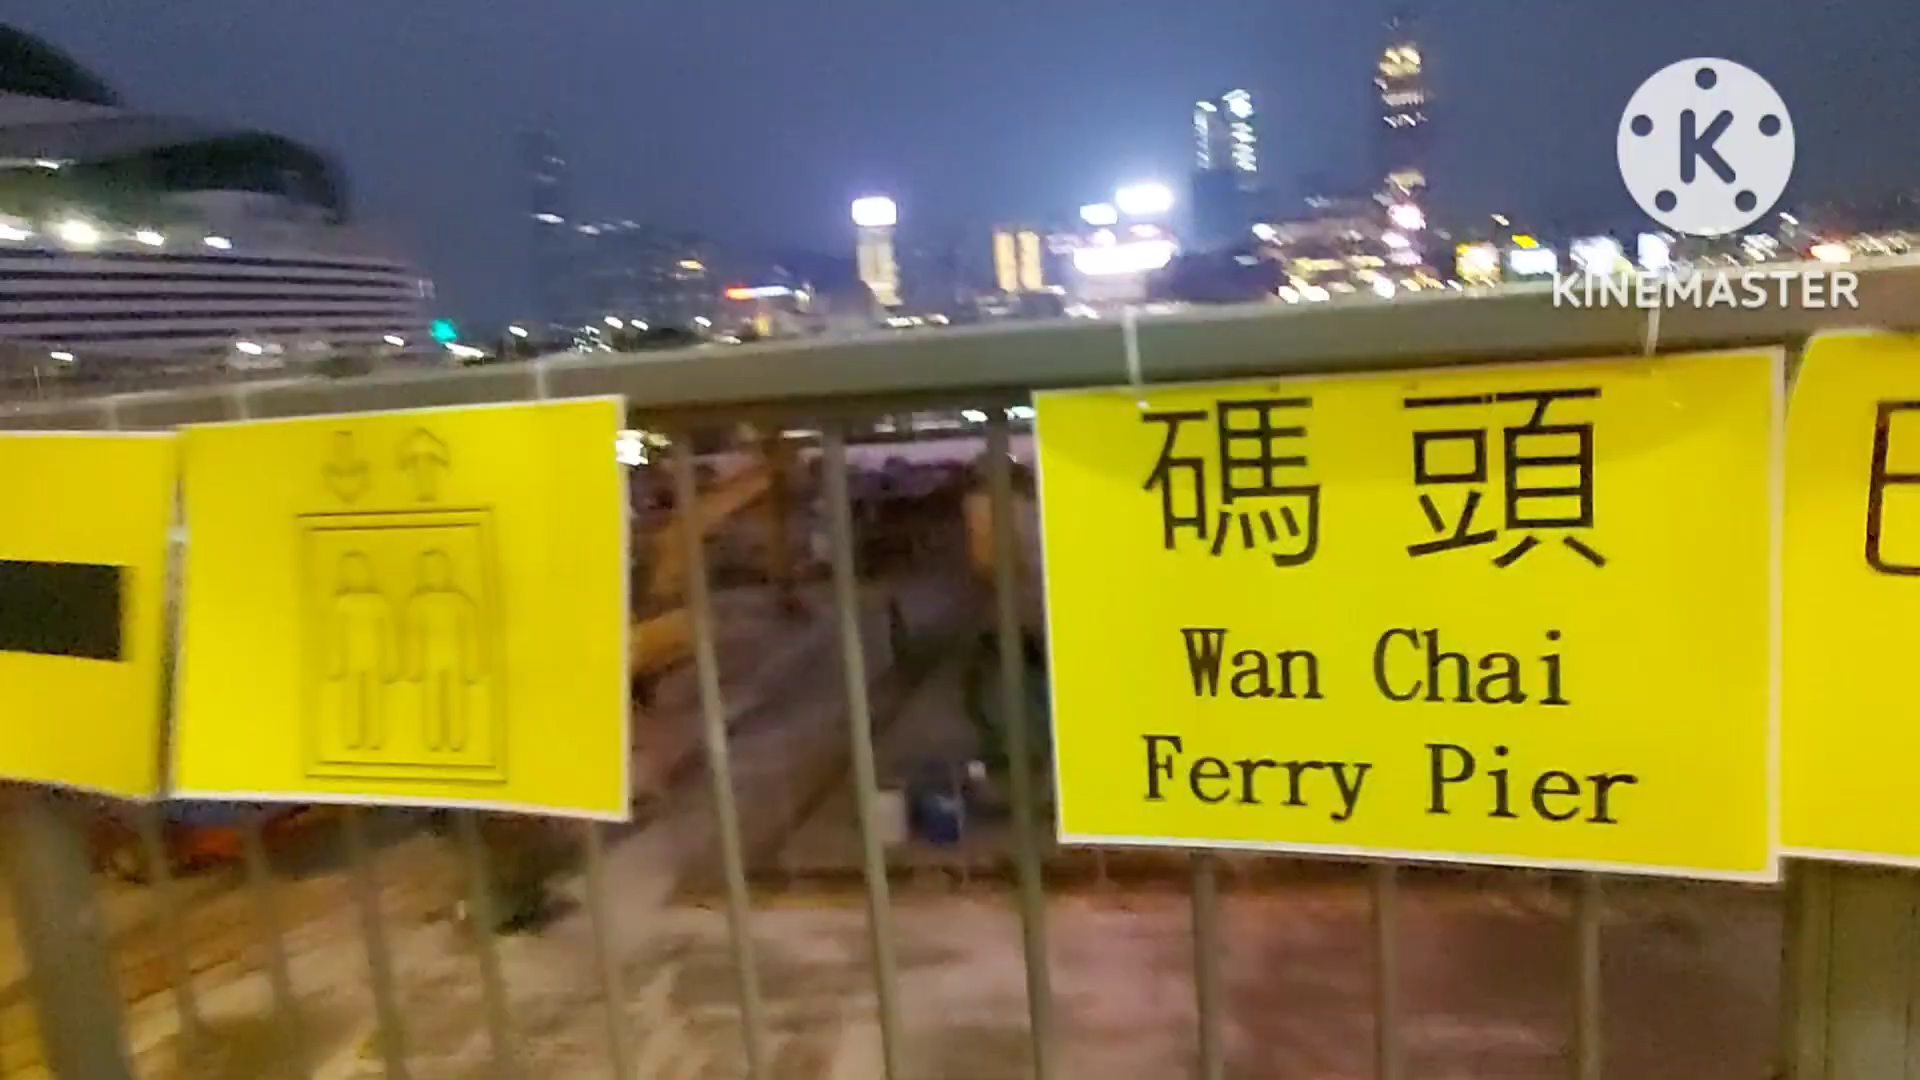 K
KINEMASTER
碼頭
Wan Chai
Ferry Pier